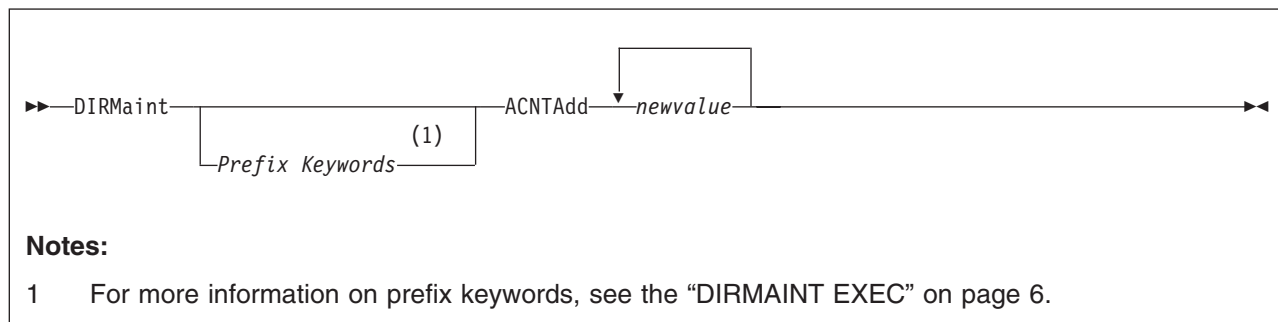 DIRMaint ACNTAdd newvalue
(1)
Prefix Keywords
Notes:
1 For more information on prefix keywords, see the “DIRMAINT EXEC” on page 6.